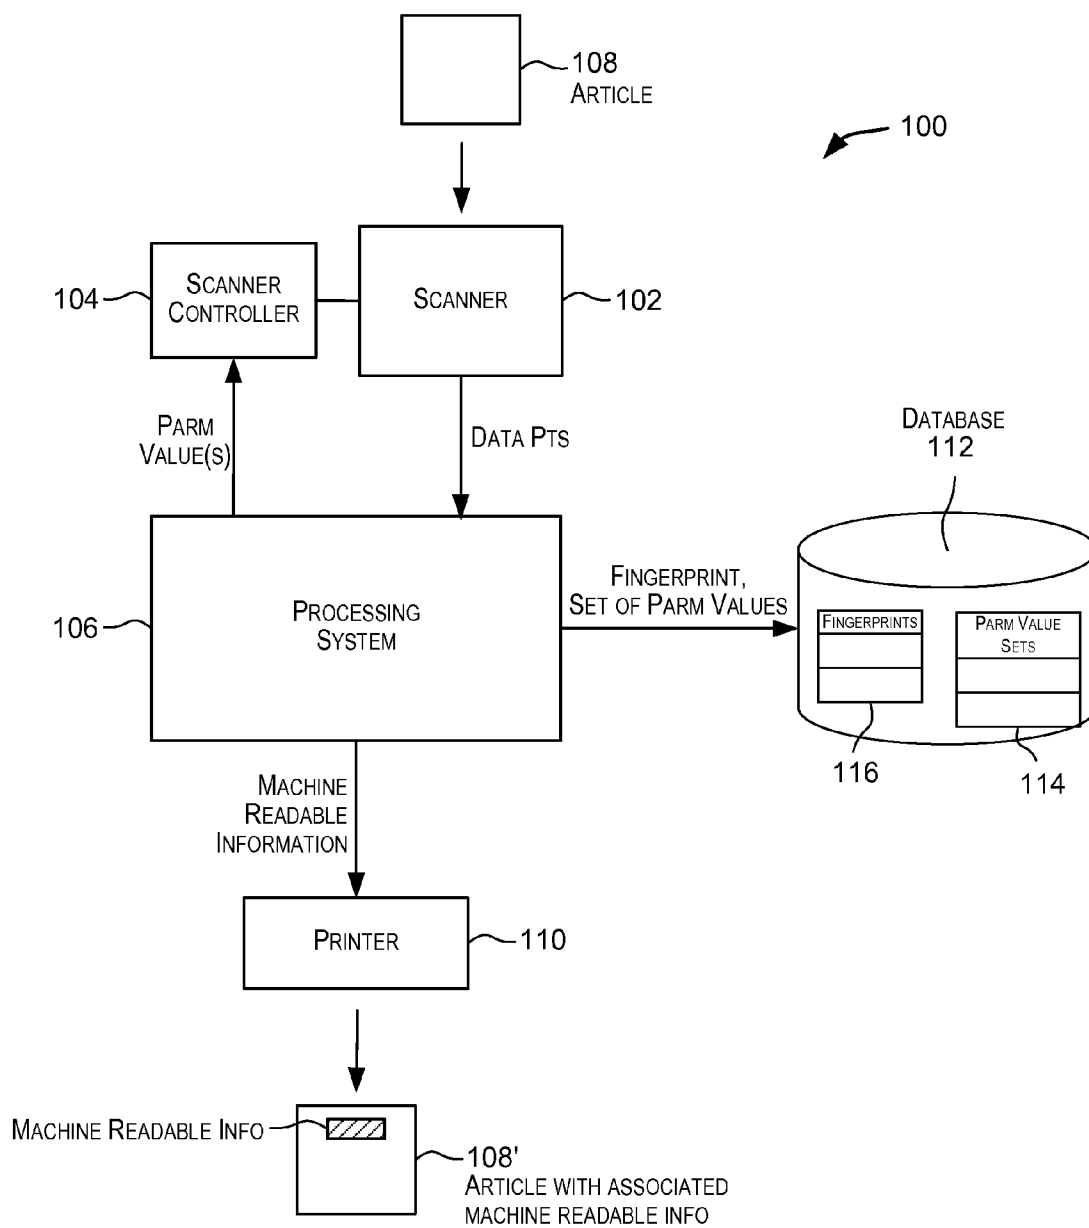 108
ARTICLE
100
SCANNER
CONTROLLER
104
SCANNER
102
PARM
VALUE(S)
DATA PTS
DATABASE
112
PROCESSING
SYSTEM
106
FINGERPRINT,
SET OF PARM VALUES
FINGERPRINTS
PARM VALUE
SETS
116
114
MACHINE
READABLE
INFORMATION
PRINTER
110
MACHINE READABLE INFO
108'
ARTICLE WITH ASSOCIATED
MACHINE READABLE INFO